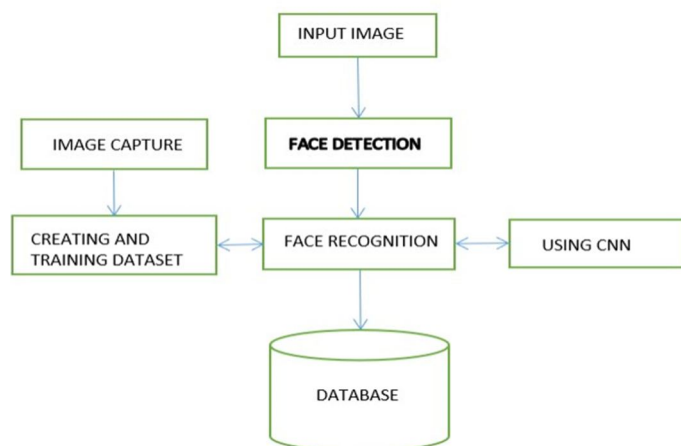 INPUT IMAGE
IMAGE CAPTURE
FACE DETECTION
CREATING AND
TRAINING DATASET
FACE RECOGNITION
USING CNN
DATABASE